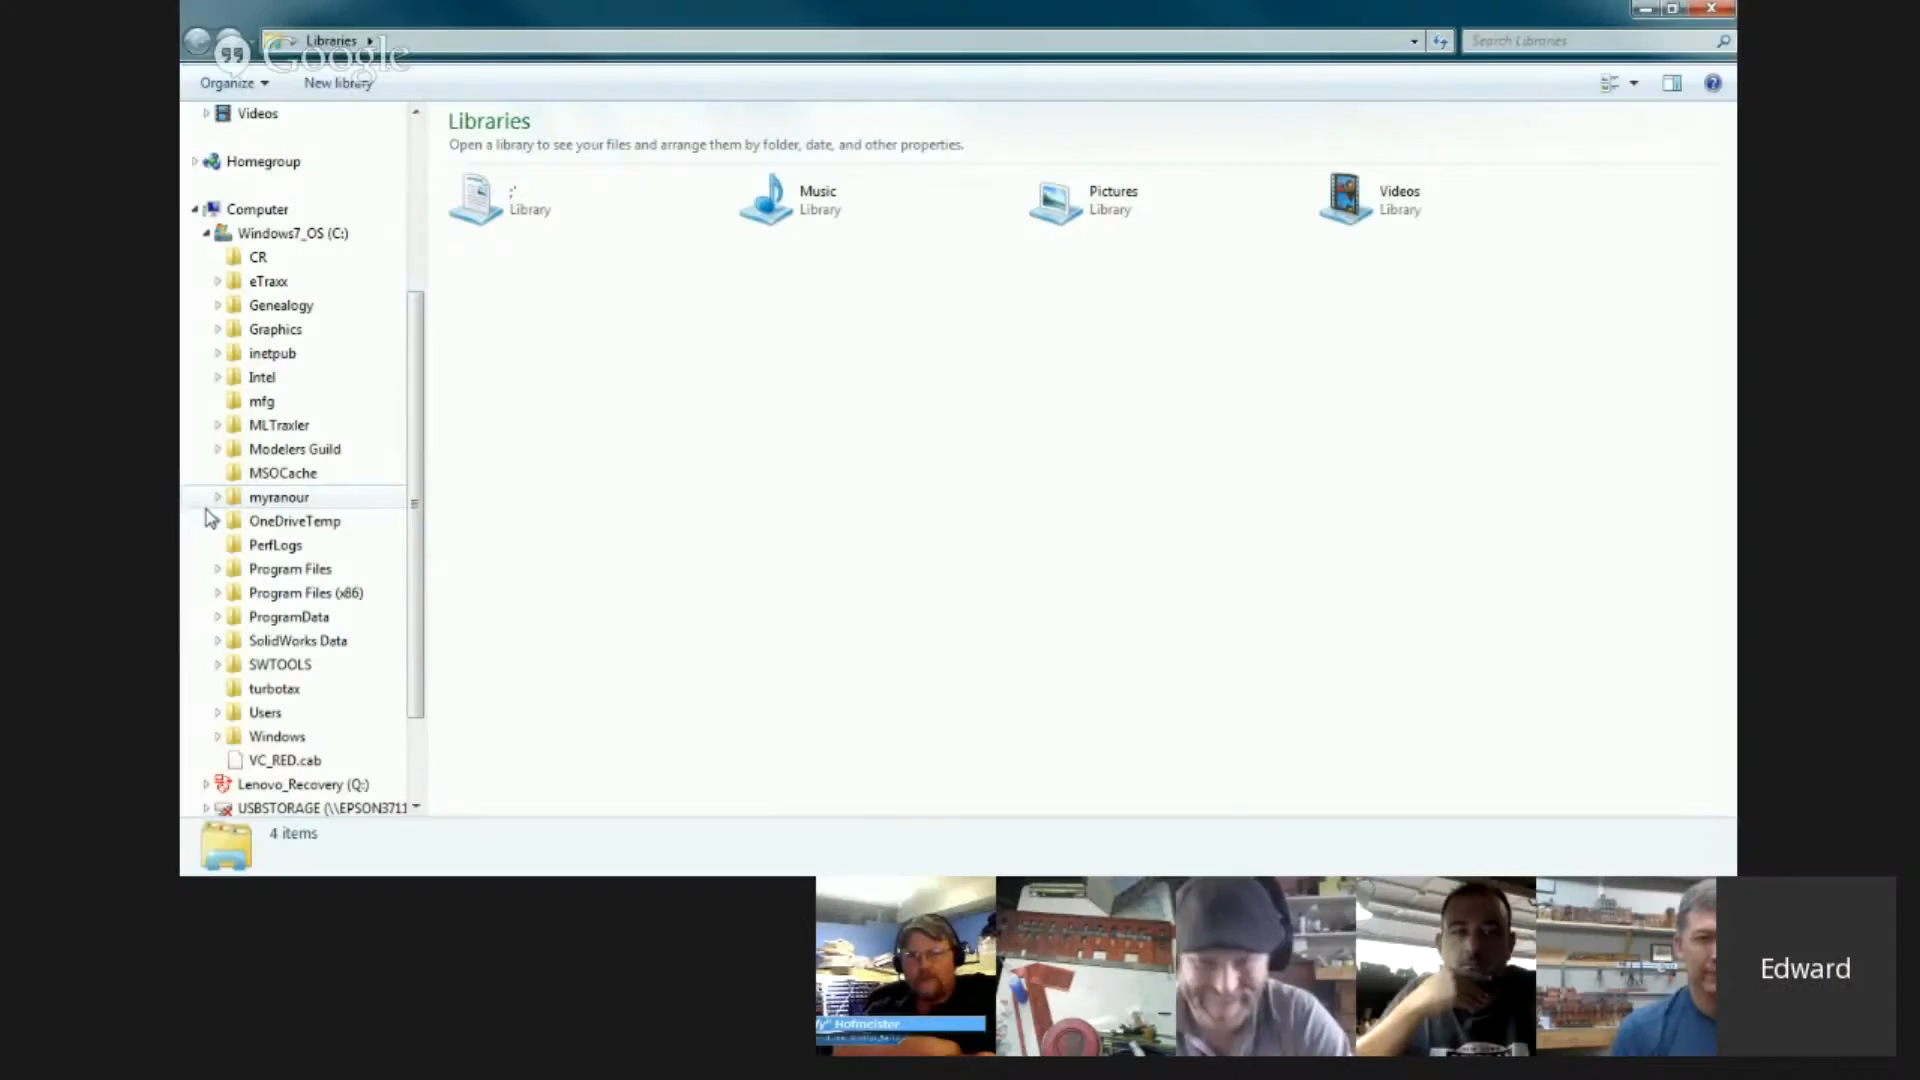 Libraries
Search Libraries
Google
Organize
New library
Videos
Homegroup
Computer
Windows7_OS (C:)
CR
eTraxx
Genealogy
Graphics
inetpub
Intel
mfg
MLTraxler
Modelers Guild
MSOCache
myranour
OneDriveTemp
PerfLogs
Program Files
Program Files (x86)
ProgramData
SolidWorks Data
SWTOOLS
turbotax
Users
Windows
VC_RED.cab
Lenovo_Recovery (Q:)
USBSTORAGE (\\EPSON3711
Libraries
Open a library to see your files and arrange them by folder, date, and other properties.
;'
Library
Music
Library
Pictures
Library
Videos
Library
4 items
fy" Hofmeister
Edward